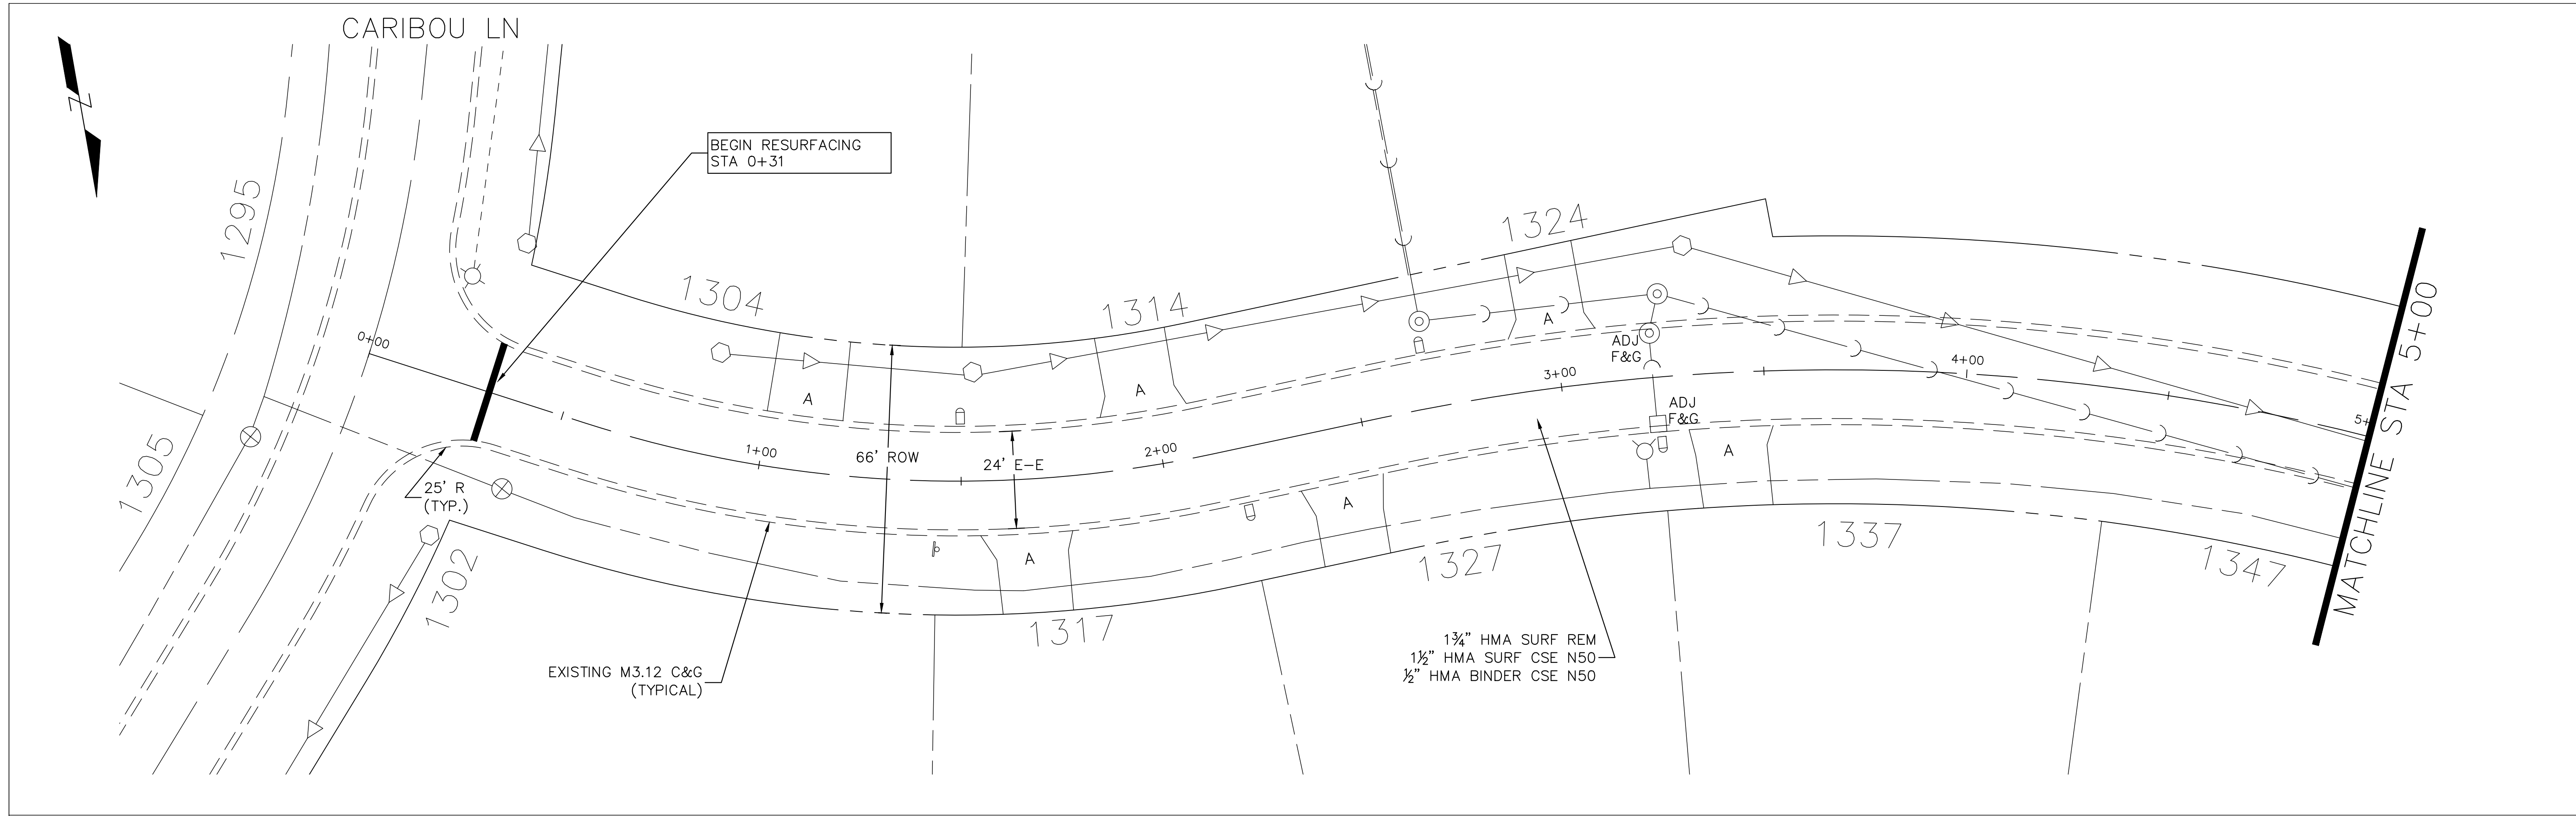 CARIBOU LN
Z
BEGIN RESURFACING
STA 0+31
1295
1304
1314
1324
0+00
A
A
A
ADJ
F&G
ADJ
F&G
1+00
2+00
3+00
4+00
66' ROW
24' E-E
25' R
(TYP.)
1305
1302
A
A
A
1317
1327
1337
1347
EXISTING M3.12 C&G
(TYPICAL)
1¾" HMA SURF REM
1½" HMA SURF CSE N50
½" HMA BINDER CSE N50
5+
MATCHLINE STA 5+00